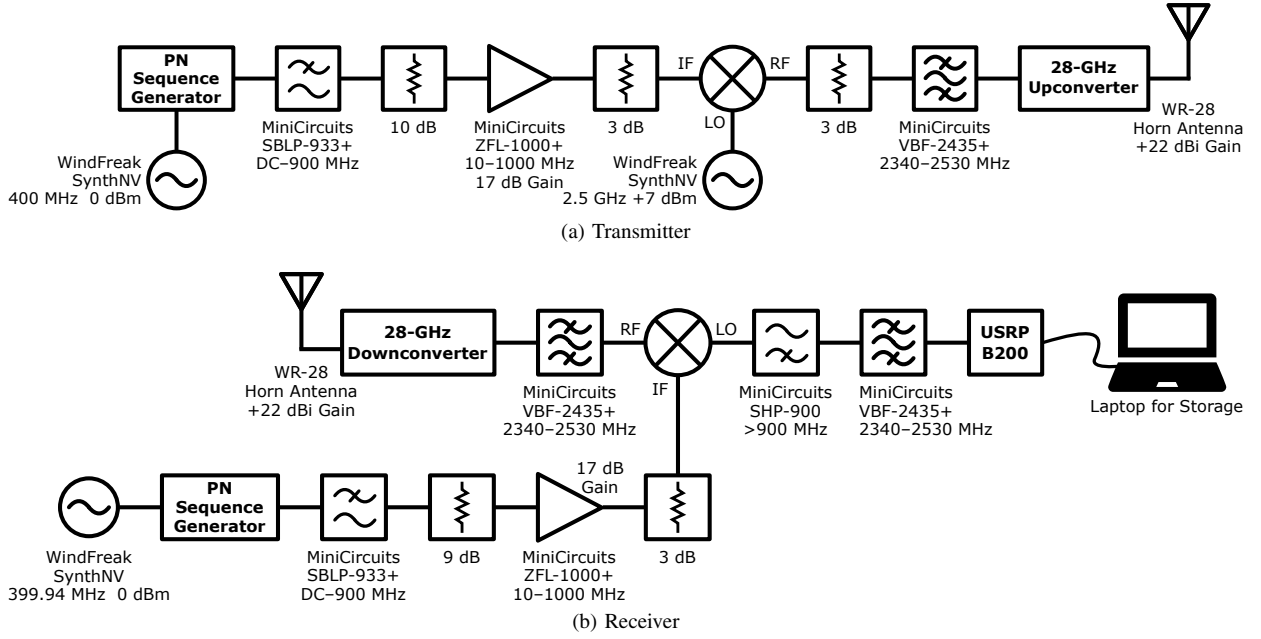 PN
Sequence
Generator
MiniCircuits
SBLP-933+
DC–900 MHz
10 dB
MiniCircuits
ZFL-1000+
10–1000 MHz
17 dB Gain
3 dB
IF
RF
LO
WindFreak
SynthNV
2.5 GHz +7 dBm
3 dB
MiniCircuits
VBF-2435+
2340–2530 MHz
28-GHz
Upconverter
WR-28
Horn Antenna
+22 dBi Gain
WindFreak
SynthNV
400 MHz 0 dBm
(a) Transmitter
WR-28
Horn Antenna
+22 dBi Gain
28-GHz
Downconverter
MiniCircuits
VBF-2435+
2340–2530 MHz
RF
LO
IF
MiniCircuits
SHP-900
>900 MHz
MiniCircuits
VBF-2435+
2340–2530 MHz
USRP
B200
Laptop for Storage
WindFreak
SynthNV
399.94 MHz 0 dBm
PN
Sequence
Generator
MiniCircuits
SBLP-933+
DC–900 MHz
9 dB
17 dB
Gain
MiniCircuits
ZFL-1000+
10–1000 MHz
3 dB
(b) Receiver